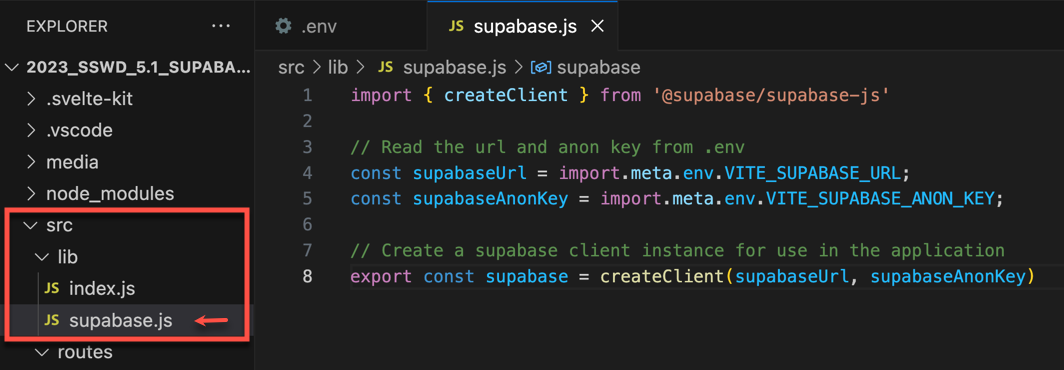 EXPLORER ...
2023_SSWD_5.1_SUPABA...
.svelte-kit
.vscode
media
node_modules
src
lib
JS index.js
JS supabase.js
routes
.env
JS supabase.js
src > lib > JS supabase.js > supabase
1 import { createClient } from '@supabase/supabase-js'
2
3 // Read the url and anon key from .env
4 const supabaseUrl = import.meta.env.VITE_SUPABASE_URL;
5 const supabaseAnonKey = import.meta.env.VITE_SUPABASE_ANON_KEY;
6
7 // Create a supabase client instance for use in the application
8 export const supabase = createClient(supabaseUrl, supabaseAnonKey)